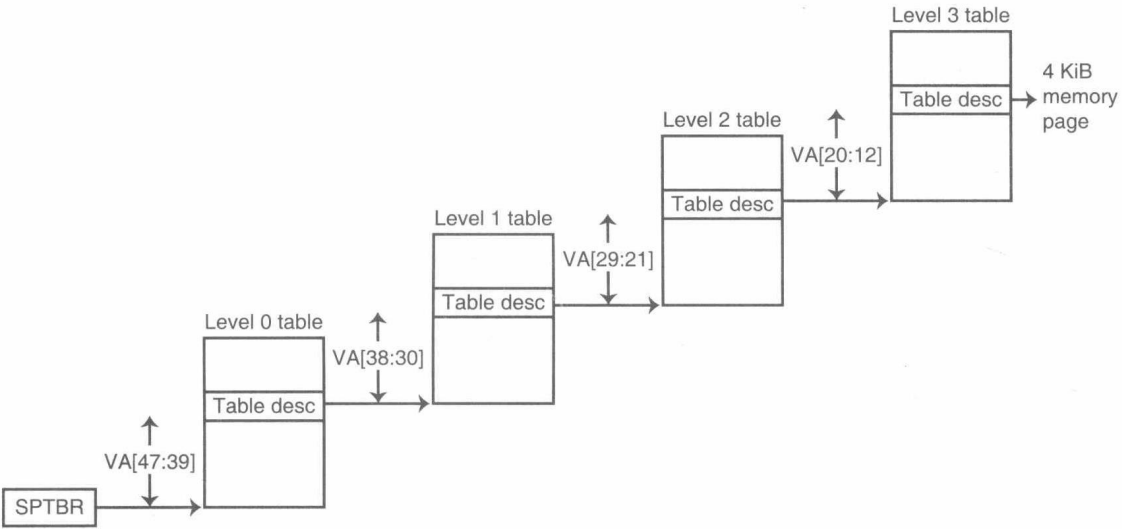 Level 3 table
Table desc
4 KiB
memory
page
Level 2 table
Table desc
VA[20:12]
Level 1 table
Table desc
VA[29:21]
Level 0 table
Table desc
VA[38:30]
VA[47:39]
SPTBR